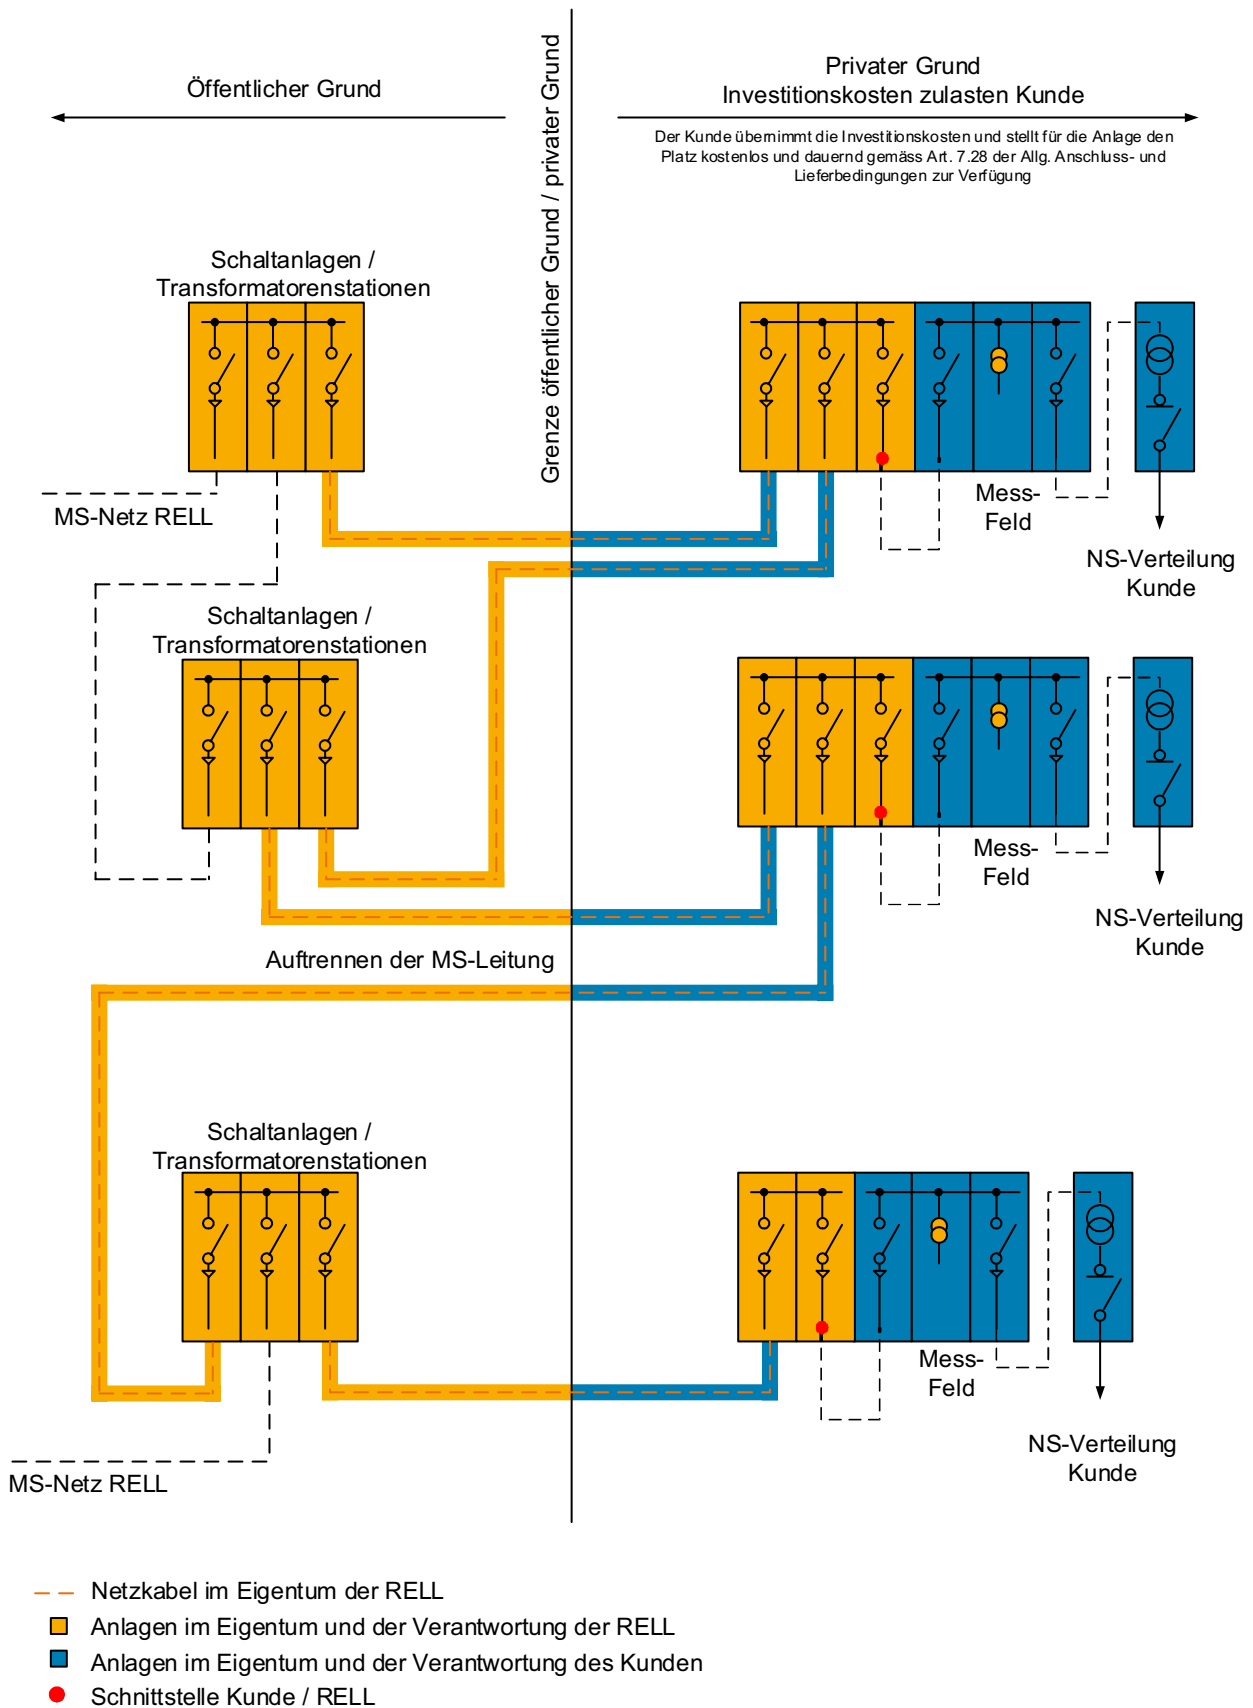 Öffentlicher Grund
Grenze öffentlicher Grund / privater Grund
Privater Grund
Investitionskosten zulasten Kunde
Der Kunde übernimmt die Investitionskosten und stellt für die Anlage den
Platz kostenlos und dauernd gemäss Art. 7.28 der Allg. Anschluss- und
Lieferbedingungen zur Verfügung
Schaltanlagen /
Transformatorenstationen
MS-Netz RELL
Mess-
Feld
NS-Verteilung
Kunde
Schaltanlagen /
Transformatorenstationen
Mess-
Feld
NS-Verteilung
Kunde
Auftrennen der MS-Leitung
Schaltanlagen /
Transformatorenstationen
Mess-
Feld
NS-Verteilung
Kunde
MS-Netz RELL
Netzkabel im Eigentum der RELL
Anlagen im Eigentum und der Verantwortung der RELL
Anlagen im Eigentum und der Verantwortung des Kunden
Schnittstelle Kunde / RELL